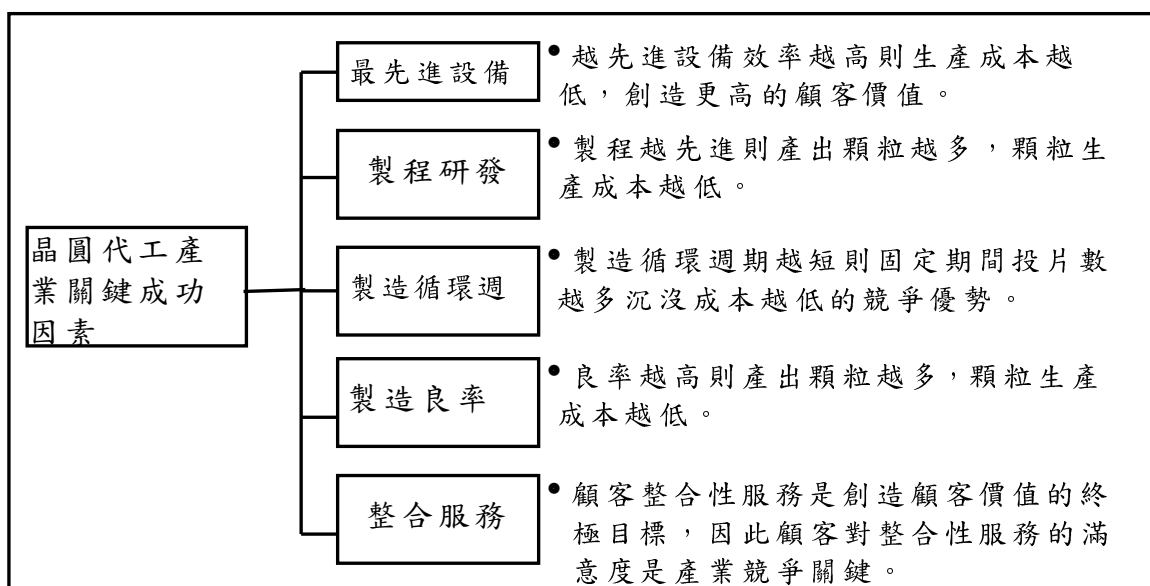 最先進設備
• 越先進設備效率越高則生產成本越
低，創造更高的顧客價值。
製程研發
• 製程越先進則產出顆粒越多，顆粒生
產成本越低。
晶圓代工產
業關鍵成功
因素
製造循環週
• 製造循環週期越短則固定期間投片數
越多沉沒成本越低的競爭優勢。
製造良率
• 良率越高則產出顆粒越多，顆粒生產
成本越低。
整合服務
• 顧客整合性服務是創造顧客價值的終
極目標，因此顧客對整合性服務的滿
意度是產業競爭關鍵。